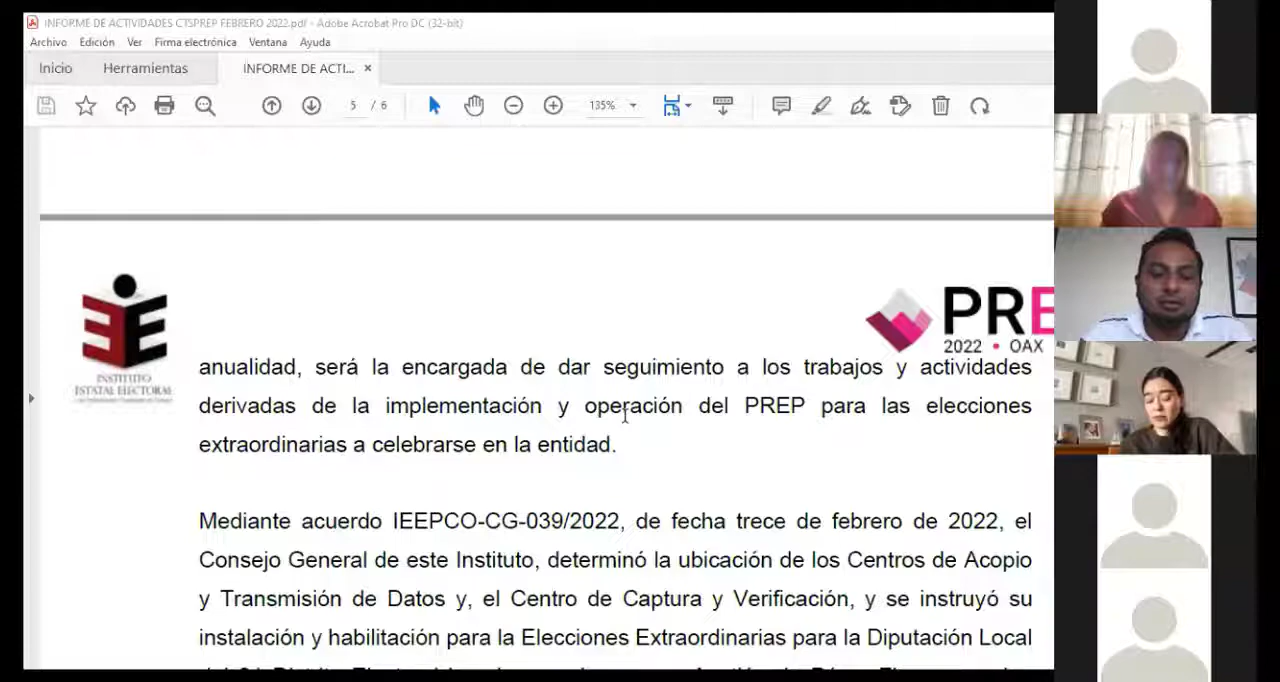 INFORME DE ACTIVIDADES CTSPREP FEBRERO 2022.pdf - Adobe Acrobat Pro DC (32-bit)
Archivo Edición Ver Firma electrónica Ventana Ayuda
Inicio Herramientas INFORME DE ACTI... ×
5 / 6 135%
INSTITUTO
ESTATAL ELECTORAL
PRE
2022 • OAX
anualidad, será la encargada de dar seguimiento a los trabajos y actividades
derivadas de la implementación y operación del PREP para las elecciones
extraordinarias a celebrarse en la entidad.
Mediante acuerdo IEEPCO-CG-039/2022, de fecha trece de febrero de 2022, el
Consejo General de este Instituto, determinó la ubicación de los Centros de Acopio
y Transmisión de Datos y, el Centro de Captura y Verificación, y se instruyó su
instalación y habilitación para la Elecciones Extraordinarias para la Diputación Local